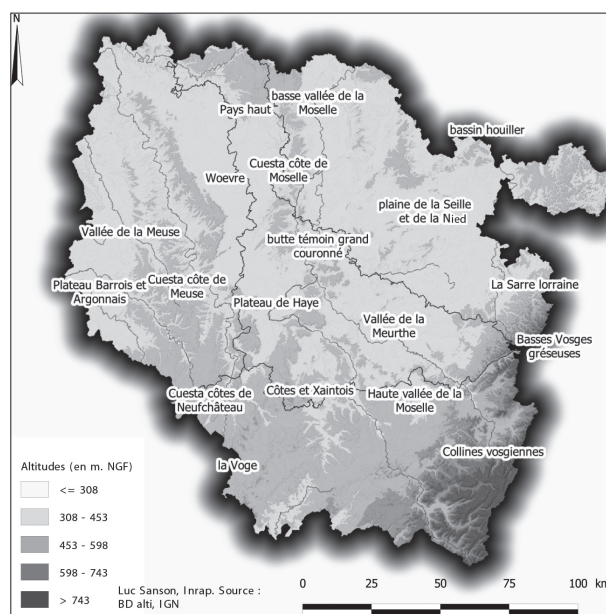 N
Pays haut
basse vallée de la
Moselle
bassin houiller
Cuesta côte de
Moselle
Woevre
plaine de la Seille
et de la Nied
Vallée de la Meuse
butte témoin grand
couronné
Plateau Barrois et
Argonnais
Cuesta côte de
Meuse
La Sarre lorraine
Plateau de Haye
Vallée de la
Meurthe
Basses Vosges
gréseuses
Cuesta côtes de
Neufchâteau
Côtes et Xaintois
Haute vallée de la
Moselle
Collines vosgiennes
la Voge
Altitudes (en m. NGF)
<= 308
308 - 453
453 - 598
598 - 743
> 743
Luc Sanson, Inrap. Source :
BD alti, IGN
0 25 50 75 100 km